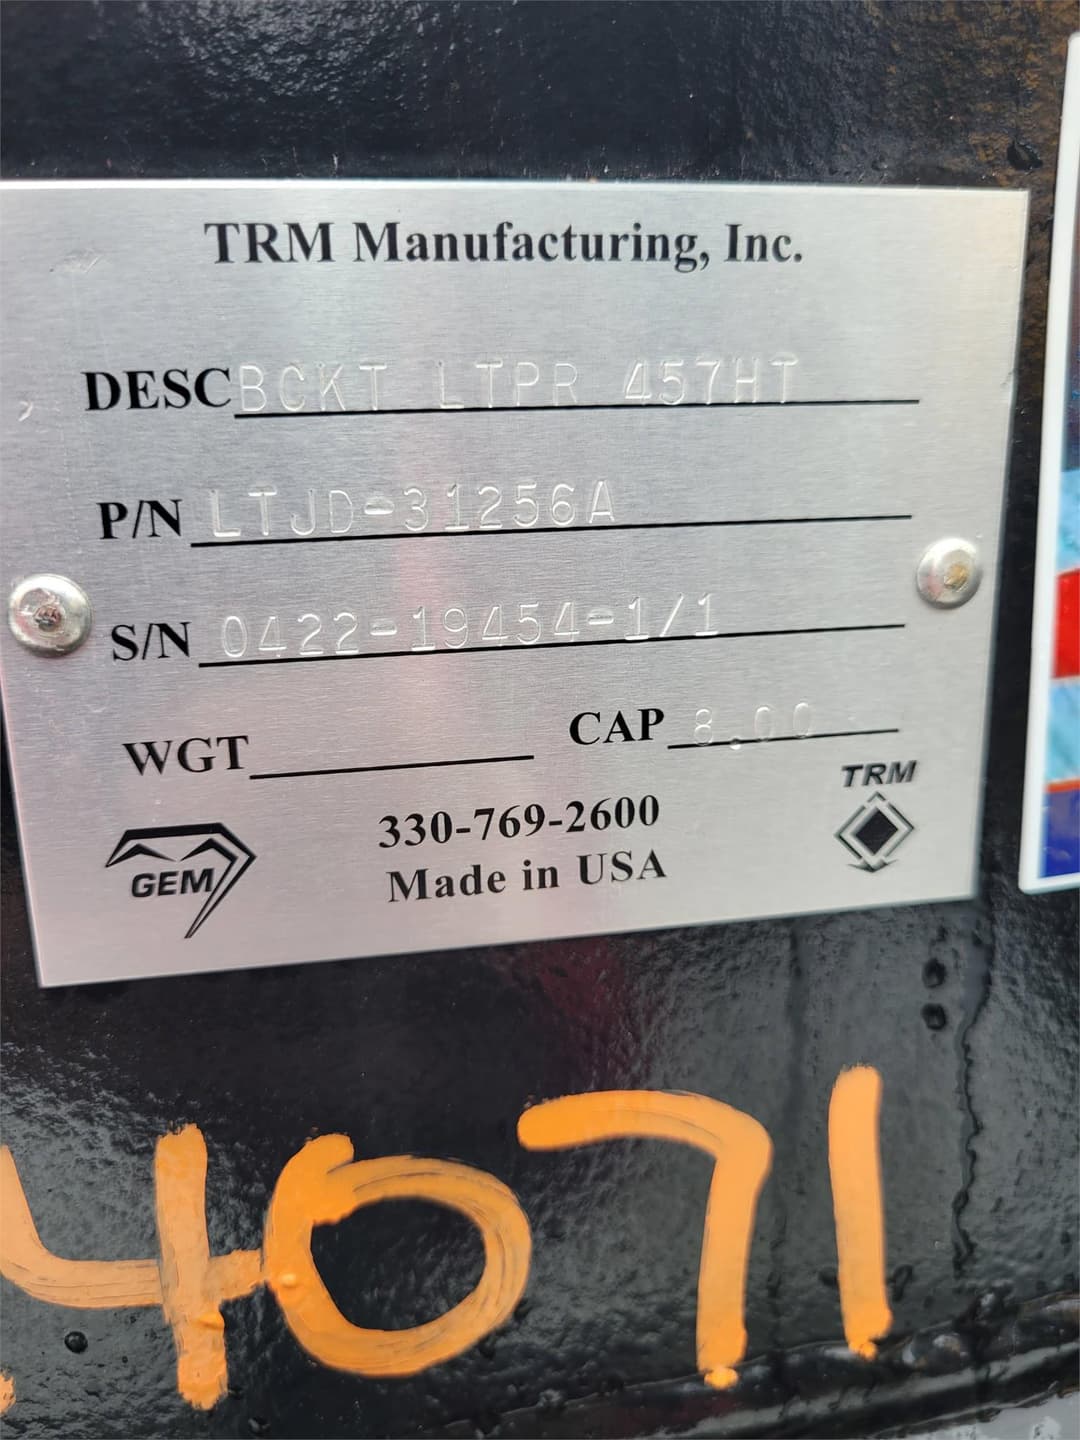 TRM Manufacturing, Inc.
DESC BCKT LTPR 457HT
P/N LTJD-31256A
S/N 0422-19454-1/1
WGT CAP 8.00
TRM
330-769-2600
GEM
Made in USA
4071